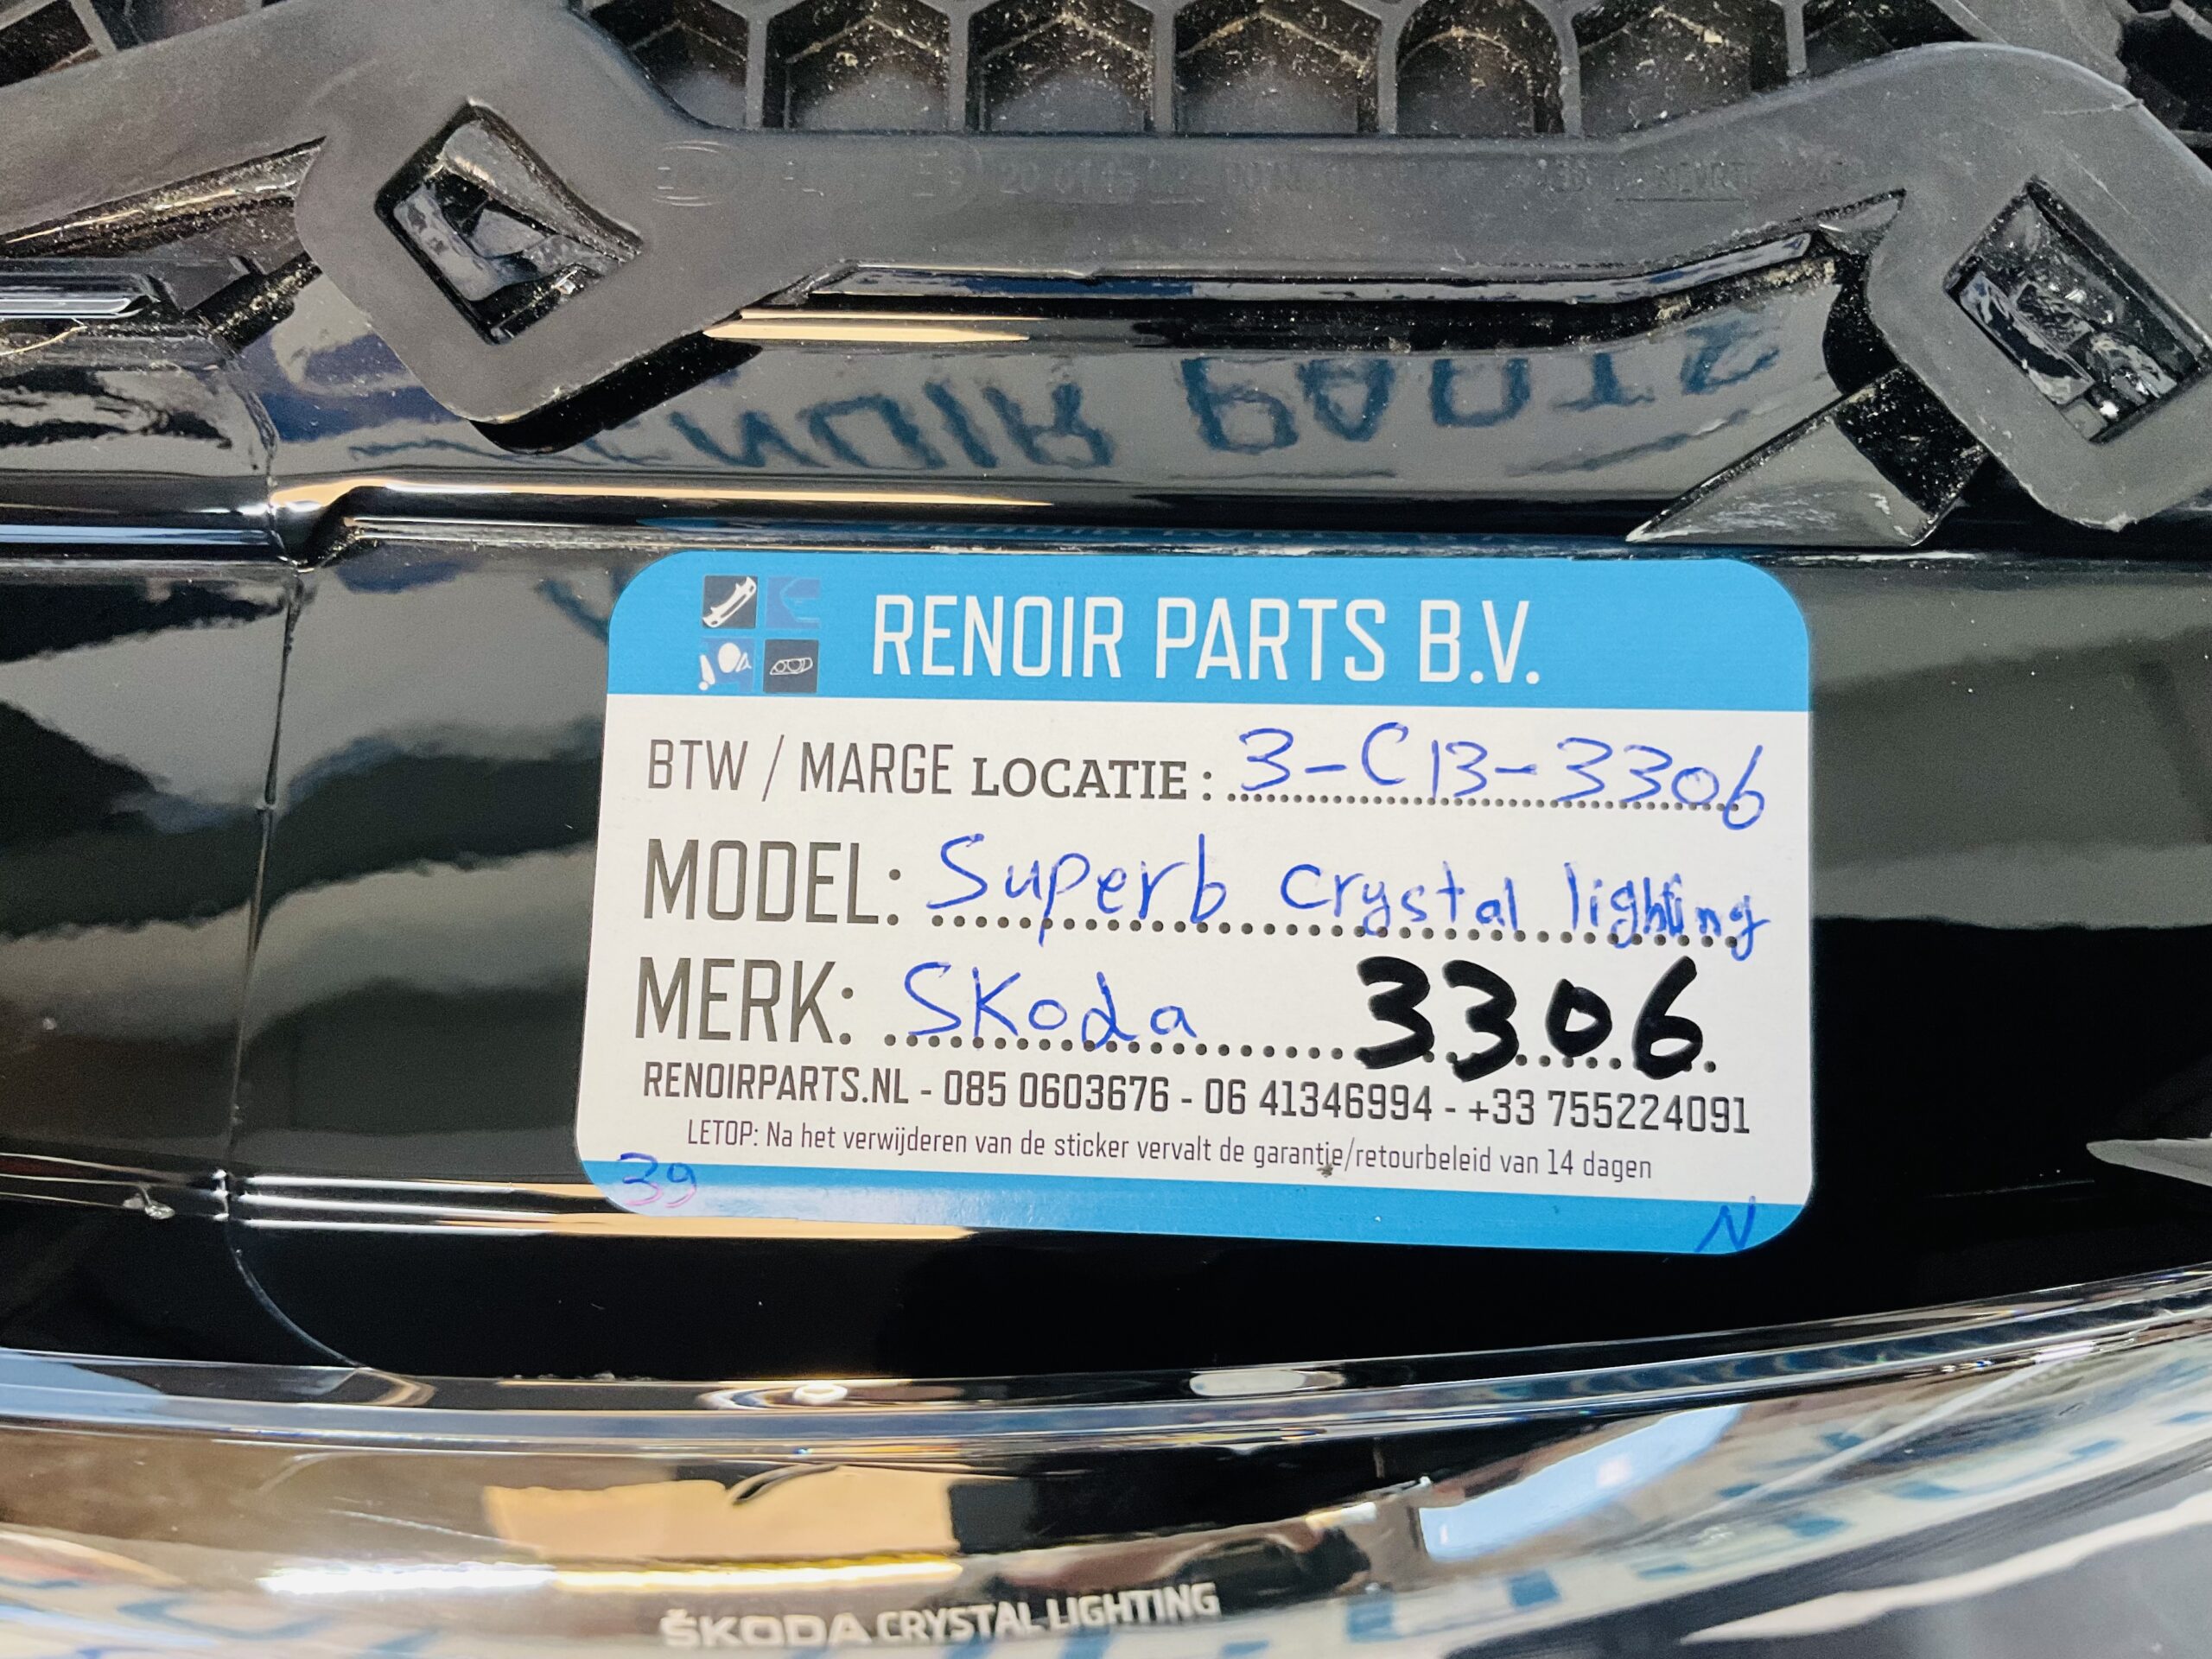 RENOIR PARTS B.V.
BTW / MARGE LOCATIE : 3-C13-3306
MODEL: Superb crystal lighting
MERK: Skoda 3306
RENOIRPARTS.NL - 085 0603676 - 06 41346994 - +33 755224091
LETOP: Na het verwijderen van de sticker vervalt de garantie/retourbeleid van 14 dagen
39
N
ŠKODA CRYSTAL LIGHTING